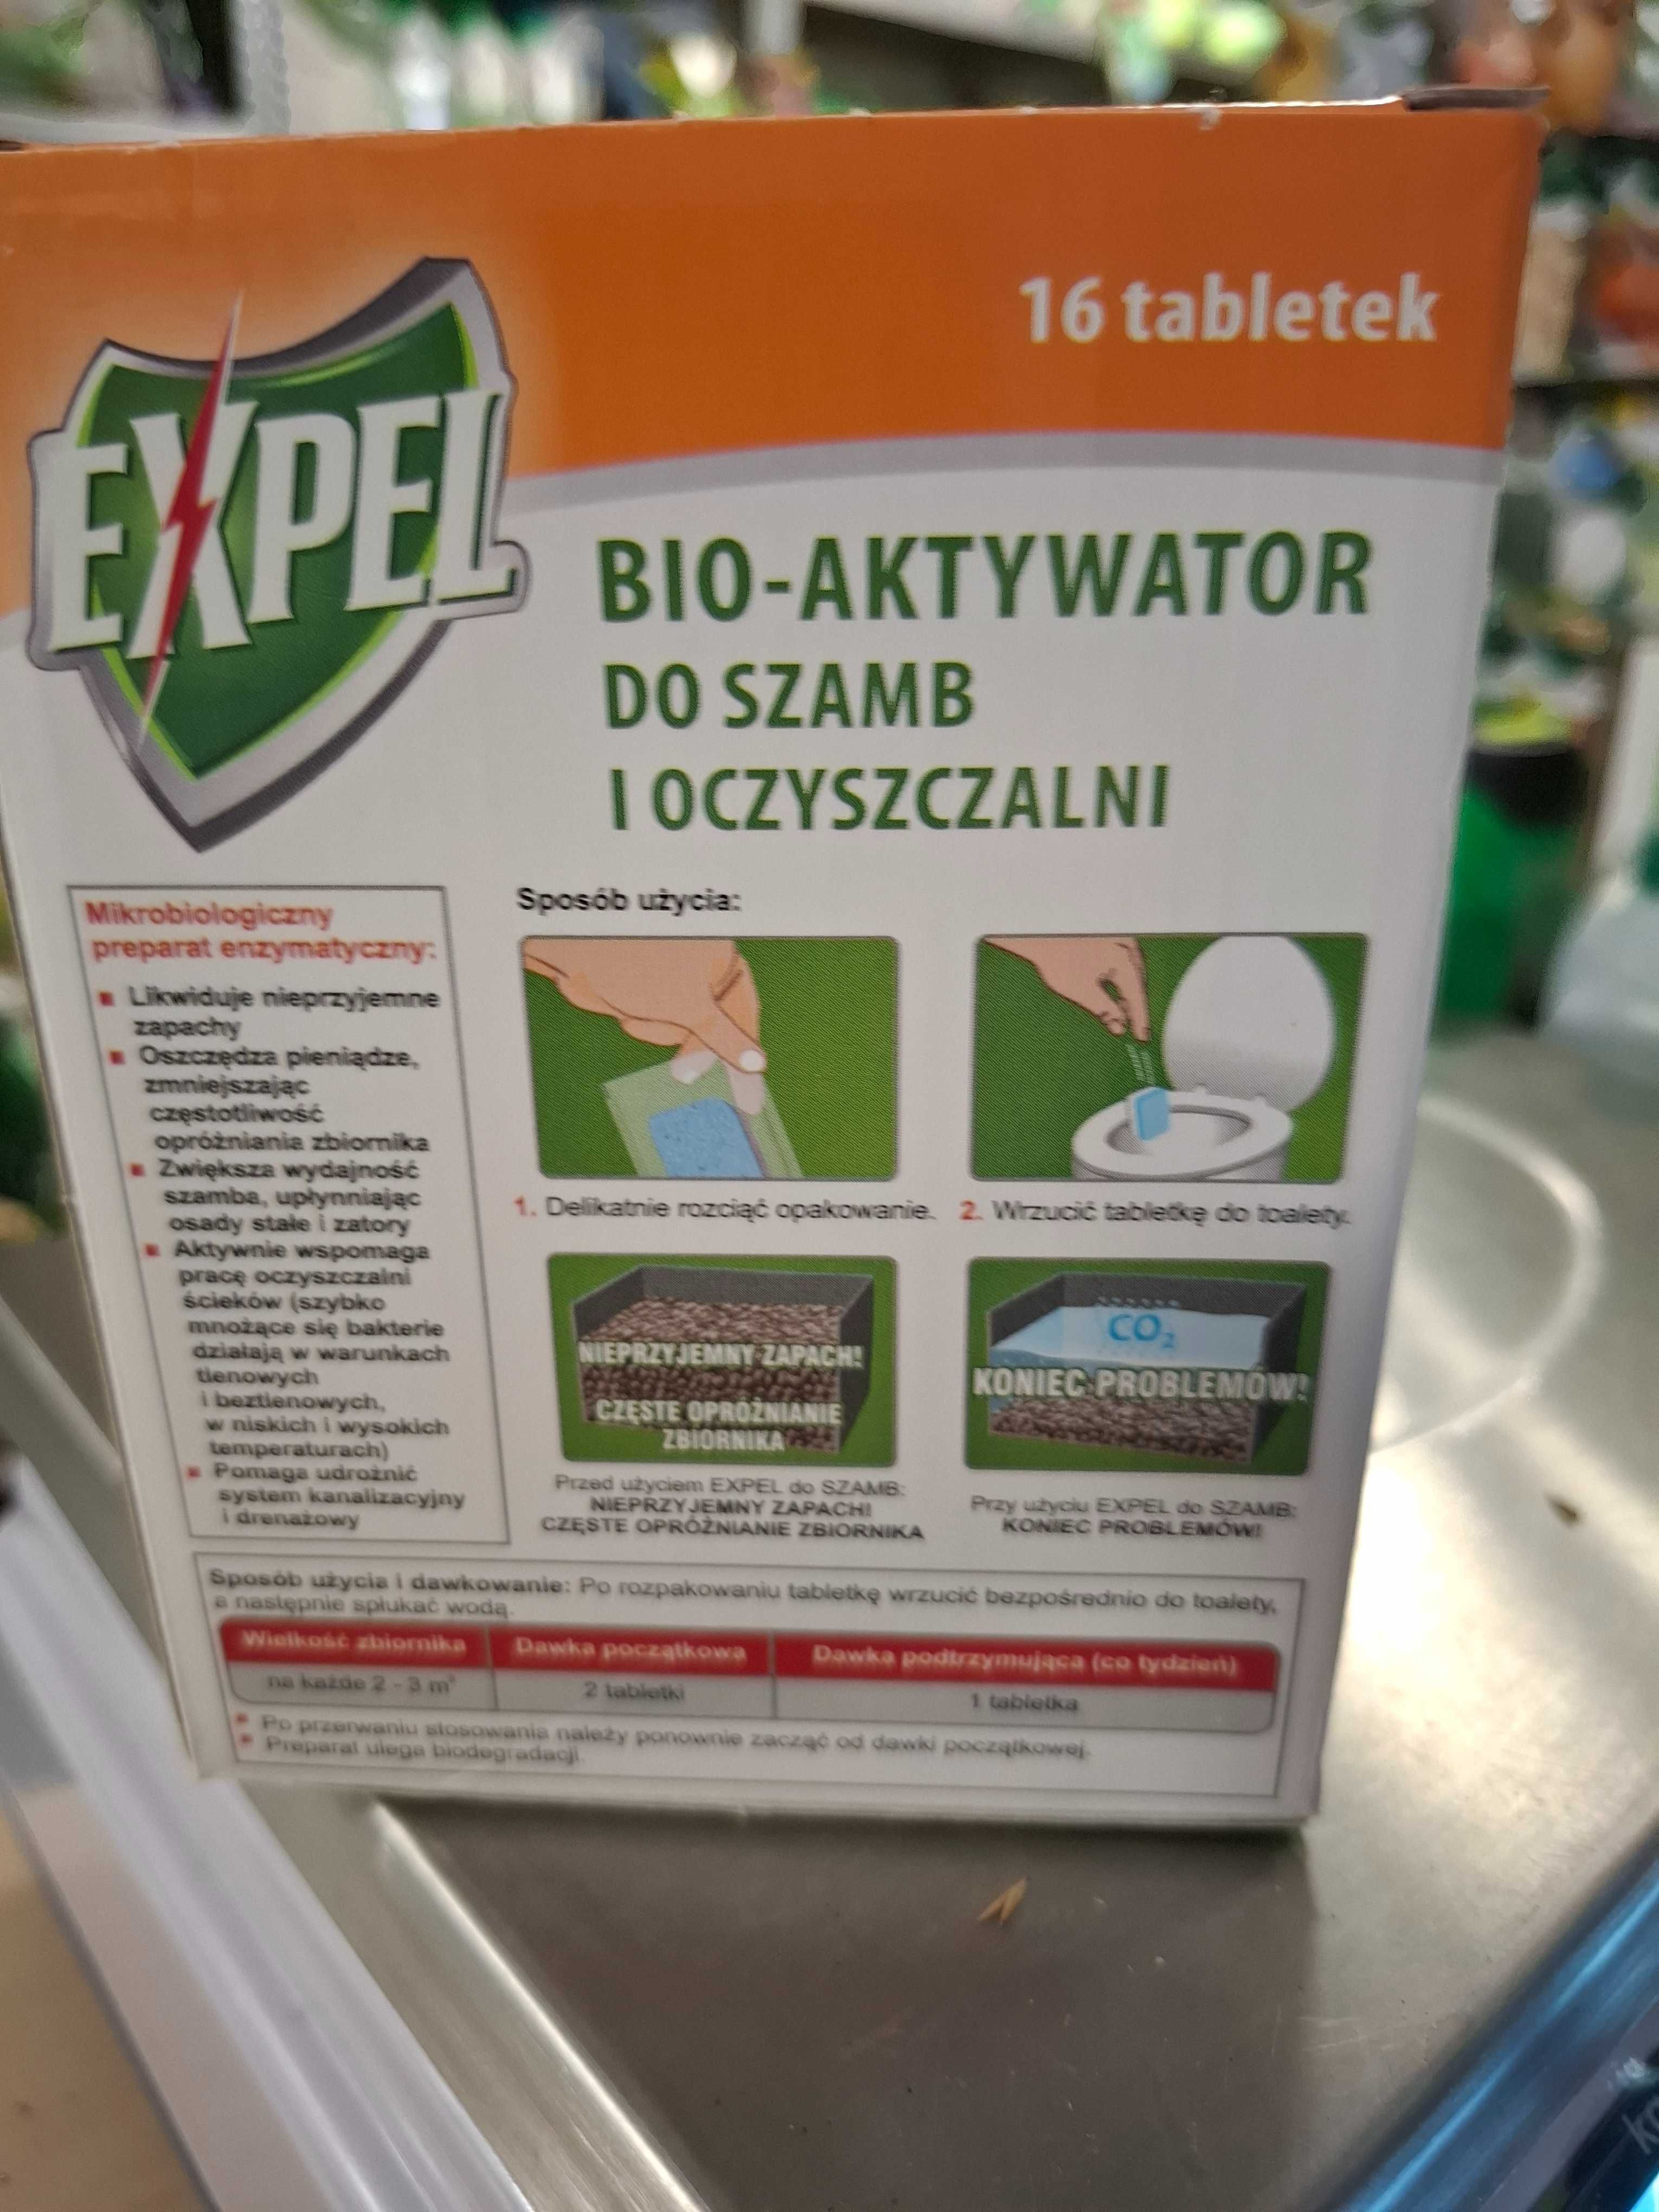 16 tabletek
EXPEL
BIO-AKTYWATOR
DO SZAMB
I OCZYSZCZALNI
Mikrobiologiczny
preparat enzymatyczny:
Likwiduje nieprzyjemne
zapachy
Oszczędza pieniądze,
zmniejszając
częstotliwość
opróżniania zbiornika
Zwiększa wydajność
szamba, upłynniając
osady stałe i zatory
Aktywnie wspomaga
pracę oczyszczalni
ścieków (szybko
mnożące się bakterie
działają w warunkach
tlenowych
i beztlenowych,
w niskich i wysokich
temperaturach)
Pomaga udrożnić
system kanalizacyjny
i drenażowy
Sposób użycia:
1. Delikatnie rozciąć opakowanie.
2. Wrzucić tabletkę do toalety.
NIEPRZYJEMNY ZAPACH!
CZĘSTE OPRÓŻNIANIE
ZBIORNIKA
Przed użyciem EXPEL do SZAMB:
NIEPRZYJEMNY ZAPACH!
CZĘSTE OPRÓŻNIANIE ZBIORNIKA
CO₂
KONIEC PROBLEMÓW!
Przy użyciu EXPEL do SZAMB:
KONIEC PROBLEMÓW!
Sposób użycia i dawkowanie: Po rozpakowaniu tabletkę wrzucić bezpośrednio do toalety,
a następnie spłukać wodą.
Wielkość zbiornika Dawka początkowa Dawka podtrzymująca (co tydzień)
na każde 2 - 3 m³ 2 tabletki 1 tabletka
* Po przerwaniu stosowania należy ponownie zacząć od dawki początkowej.
* Preparat ulega biodegradacji.